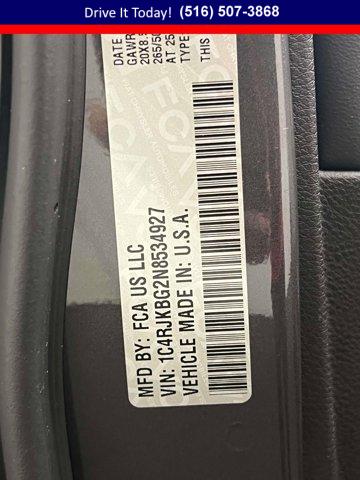 Drive It Today! (516) 507-3868
MFD BY: FCA US LLC
VIN: 1C4RJKBG2N8534927
VEHICLE MADE IN: U.S.A.
DATE
GAWR
20X8.
265/50
AT 25
TYPE
THIS